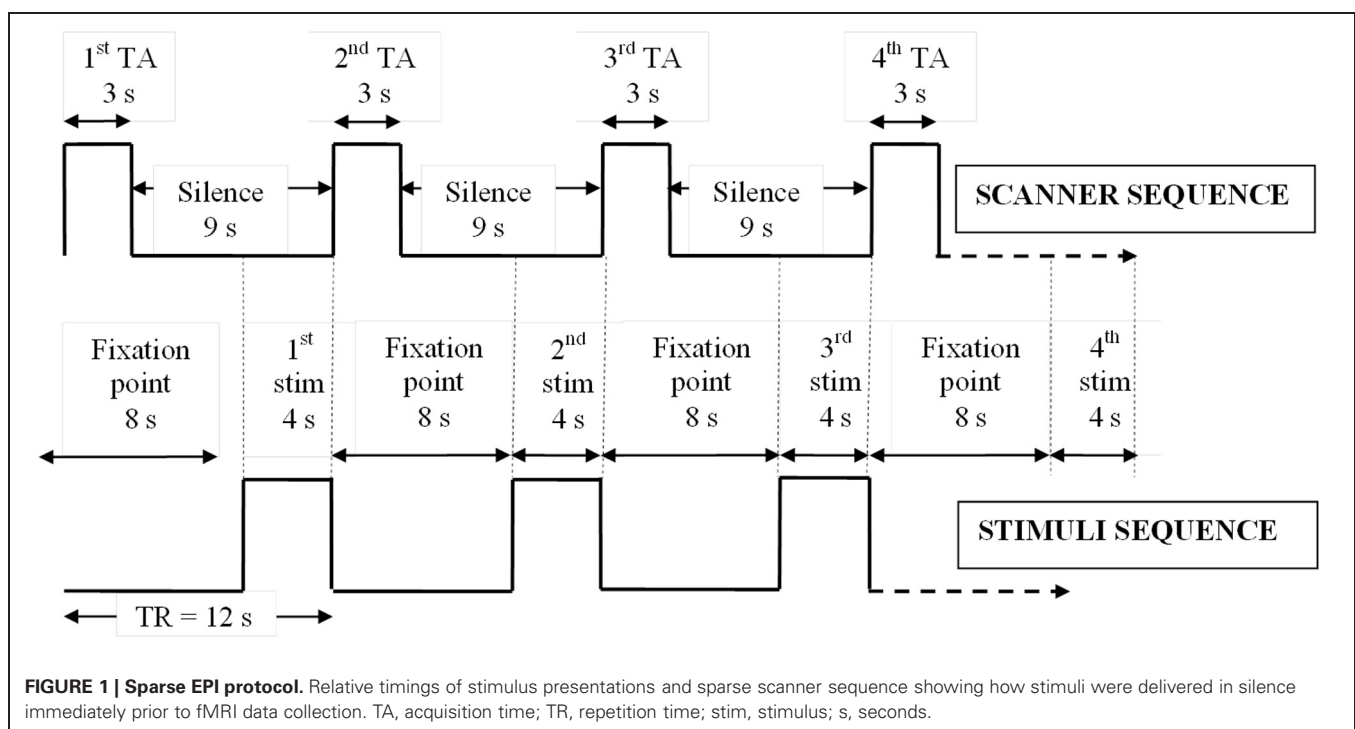 1st TA
3 s
2nd TA
3 s
3rd TA
3 s
4th TA
3 s
Silence
9 s
Silence
9 s
Silence
9 s
SCANNER SEQUENCE
Fixation
point
8 s
1st
stim
4 s
Fixation
point
8 s
2nd
stim
4 s
Fixation
point
8 s
3rd
stim
4 s
Fixation
point
8 s
4th
stim
4 s
STIMULI SEQUENCE
TR = 12 s
FIGURE 1 | Sparse EPI protocol. Relative timings of stimulus presentations and sparse scanner sequence showing how stimuli were delivered in silence
immediately prior to fMRI data collection. TA, acquisition time; TR, repetition time; stim, stimulus; s, seconds.